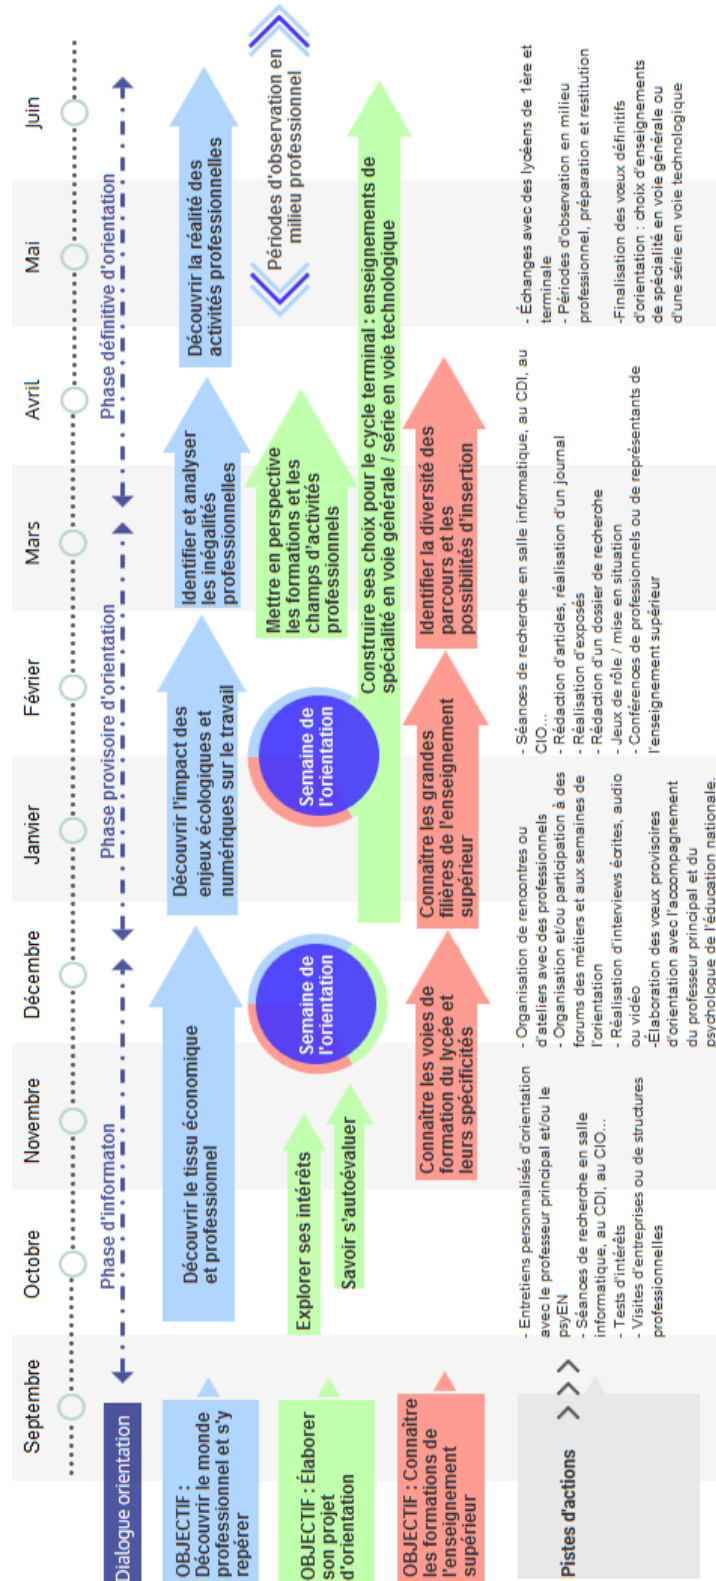 Septembre
Octobre
Novembre
Décembre
Janvier
Février
Mars
Avril
Mai
Juin
Dialogue orientation
Phase d'informaton
Phase provisoire d'orientation
Phase définitive d'orientation
OBJECTIF :
Découvrir le monde
professionnel et s'y
repérer
Découvrir le tissu économique
et professionnel
Découvrir l'impact des
enjeux écologiques et
numériques sur le travail
Identifier et analyser
les inégalités
professionnelles
Découvrir la réalité des
activités professionnelles
OBJECTIF : Élaborer
son projet
d'orientation
Explorer ses intérêts
Savoir s'autoévaluer
Semaine de
l'orientation
Semaine de
l'orientation
Mettre en perspective
les formations et les
champs d'activités
professionnels
Périodes d'observation en
milieu professionnel
Construire ses choix pour le cycle terminal : enseignements de
spécialité en voie générale / série en voie technologique
OBJECTIF : Connaître
les formations de
l'enseignement
supérieur
Connaître les voies de
formation du lycée et
leurs spécificités
Connaître les grandes
filières de l'enseignement
supérieur
Identifier la diversité des
parcours et les
possibilités d'insertion
Pistes d'actions
- Entretiens personnalisés d'orientation
avec le professeur principal et/ou le
psyEN
- Séances de recherche en salle
informatique, au CDI, au CIO...
- Tests d'intérêts
- Visites d'entreprises ou de structures
professionnelles
- Organisation de rencontres ou
d'ateliers avec des professionnels
- Organisation et/ou participation à des
forums des métiers et aux semaines de
l'orientation
- Réalisation d'interviews écrites, audio
ou vidéo
-Élaboration des vœux provisoires
d'orientation avec l'accompagnement
du professeur principal et du
psychologue de l'éducation nationale.
- Séances de recherche en salle informatique, au CDI, au
CIO...
- Rédaction d'articles, réalisation d'un journal
- Réalisation d'exposés
- Rédaction d'un dossier de recherche
- Jeux de rôle / mise en situation
- Conférences de professionnels ou de représentants de
l'enseignement supérieur
- Échanges avec des lycéens de 1ère et
terminale
- Périodes d'observation en milieu
professionnel, préparation et restitution
-Finalisation des vœux définitifs
d'orientation : choix d'enseignements
de spécialité en voie générale ou
d'une série en voie technologique